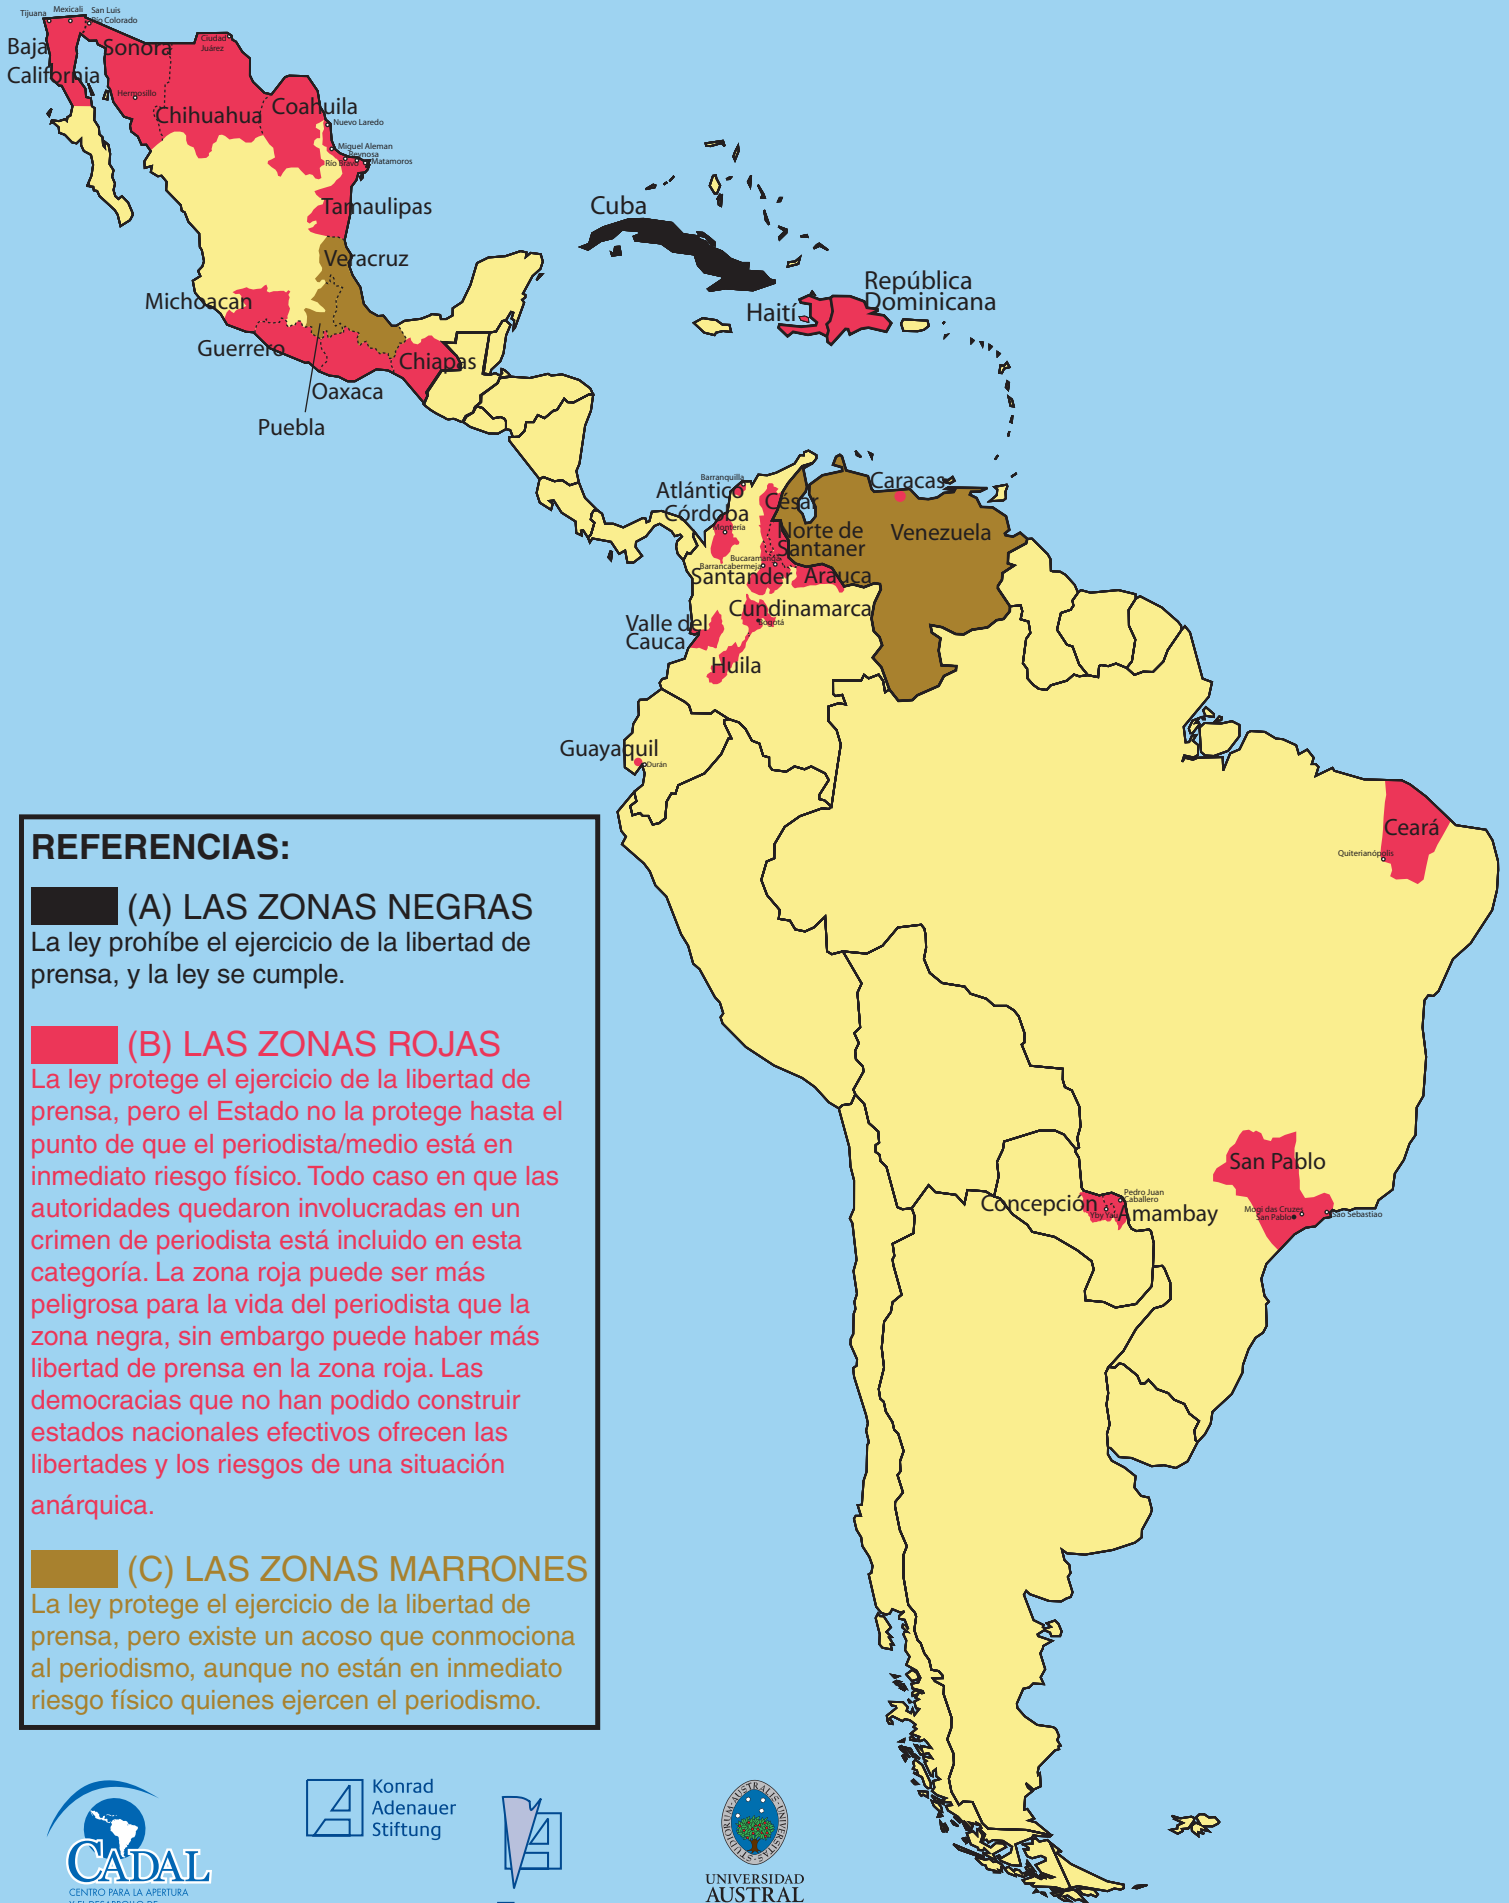 Tijuana
Mexicali
San Luis
Río Colorado
Baja
California
Sonora
Ciudad
Juárez
Hermosillo
Chihuahua
Coahuila
Nuevo Laredo
Miquel Aleman
Reynosa
Río Bravo
Matamoros
Tamaulipas
Veracruz
Michoacan
Guerrero
Oaxaca
Puebla
Chiapas
Cuba
Haití
República
Dominicana
Barranquilla
Atlántico
César
Córdoba
Montería
Caracas
Venezuela
Norte de
Santaner
Bucaramanga
Barrancabermeja
Santander
Arauca
Cundinamarca
Bogotá
Valle del
Cauca
Huila
Guayaquil
Durán
Ceará
Quiterianópolis
San Pablo
Mogi das Cruzes
San Pablo
Sao Sebastiao
Concepción
Pedro Juan
Caballero
Yby Yaú
Amambay
REFERENCIAS:
(A) LAS ZONAS NEGRAS
La ley prohíbe el ejercicio de la libertad de
prensa, y la ley se cumple.
(B) LAS ZONAS ROJAS
La ley protege el ejercicio de la libertad de
prensa, pero el Estado no la protege hasta el
punto de que el periodista/medio está en
inmediato riesgo físico. Todo caso en que las
autoridades quedaron involucradas en un
crimen de periodista está incluido en esta
categoría. La zona roja puede ser más
peligrosa para la vida del periodista que la
zona negra, sin embargo puede haber más
libertad de prensa en la zona roja. Las
democracias que no han podido construir
estados nacionales efectivos ofrecen las
libertades y los riesgos de una situación
anárquica.
(C) LAS ZONAS MARRONES
La ley protege el ejercicio de la libertad de
prensa, pero existe un acoso que conmociona
al periodismo, aunque no están en inmediato
riesgo físico quienes ejercen el periodismo.
CADAL
CENTRO PARA LA APERTURA
Konrad
Adenauer
Stiftung
STUDIORUM·AUSTRALIS·UNIVERSITAS
UNIVERSIDAD
AUSTRAL